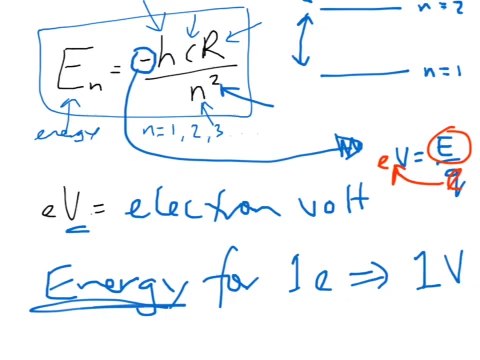 n=2
Eₙ = -hcR / n²
n=1
energy
n=1,2,3....
eV = E/q
eV = electron volt
Energy for 1e ⇒ 1V